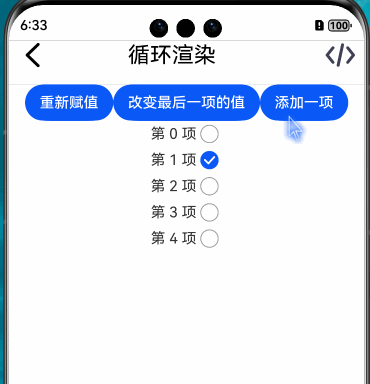 6:33
100
循环渲染
重新赋值 改变最后一项的值 添加一项
第 0 项
第 1 项
第 2 项
第 3 项
第 4 项